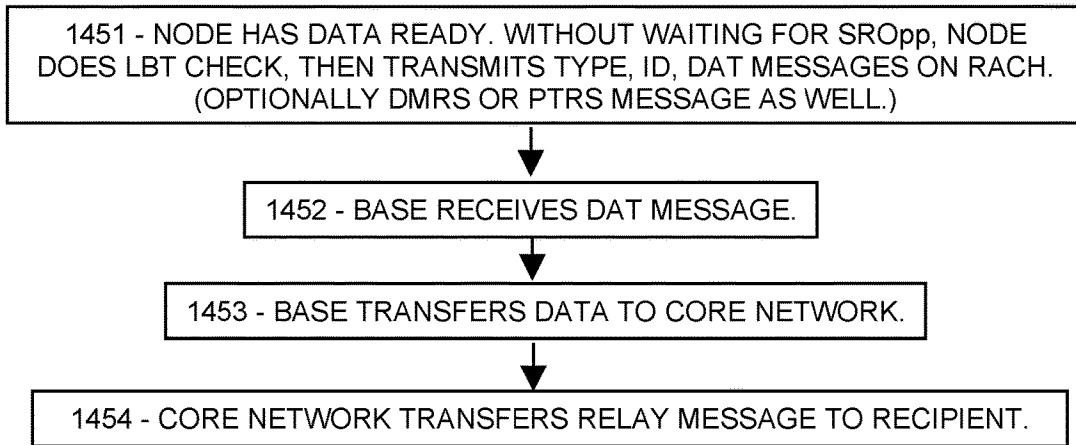 1451 - NODE HAS DATA READY. WITHOUT WAITING FOR SROpp, NODE
DOES LBT CHECK, THEN TRANSMITS TYPE, ID, DAT MESSAGES ON RACH.
(OPTIONALLY DMRS OR PTRS MESSAGE AS WELL.)
1452 - BASE RECEIVES DAT MESSAGE.
1453 - BASE TRANSFERS DATA TO CORE NETWORK.
1454 - CORE NETWORK TRANSFERS RELAY MESSAGE TO RECIPIENT.